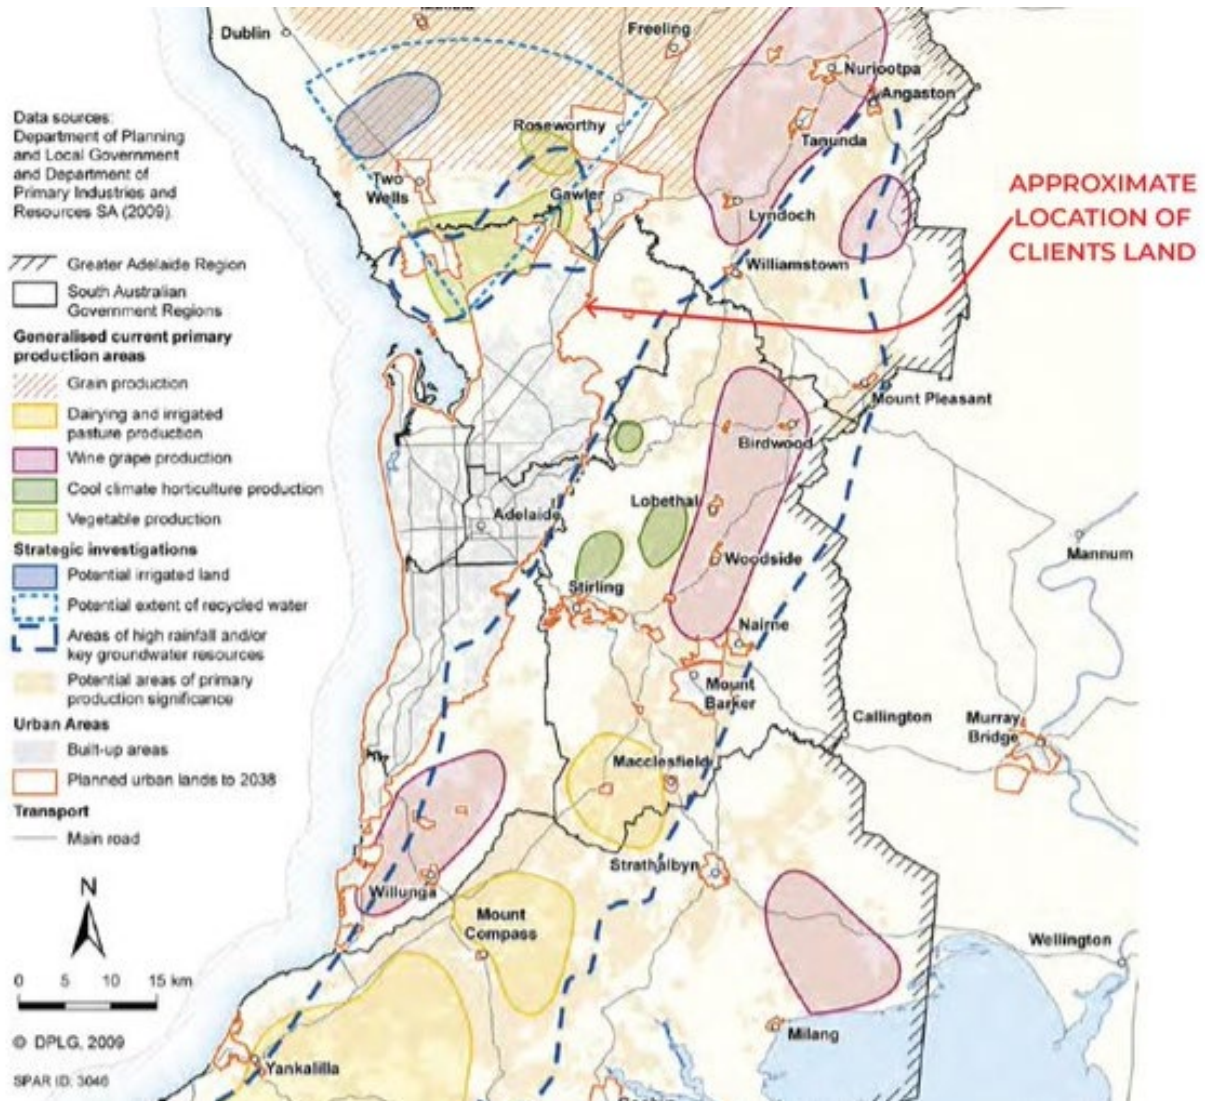 Dublin
Freeling
Nuriootpa
Angaston
Data sources:
Department of Planning
and Local Government
and Department of
Primary Industries and
Resources SA (2009).
Roseworthy
Tanunda
Two
Wells
Gawler
Lyndoch
APPROXIMATE
LOCATION OF
CLIENTS LAND
Williamstown
Greater Adelaide Region
South Australian
Government Regions
Generalised current primary
production areas
Grain production
Dairying and irrigated
pasture production
Wine grape production
Cool climate horticulture production
Vegetable production
Strategic investigations
Potential irrigated land
Potential extent of recycled water
Areas of high rainfall and/or
key groundwater resources
Potential areas of primary
production significance
Urban Areas
Built-up areas
Planned urban lands to 2038
Transport
Main road
Mount Pleasant
Birdwood
Lobethal
Adelaide
Woodside
Mannum
Stirling
Nairne
Mount
Barker
Callington
Murray
Bridge
Macclesfield
Strathalbyn
Willunga
Mount
Compass
Wellington
N
0 5 10 15 km
Milang
© DPLG, 2009
Yankalilla
SPAR ID: 3046